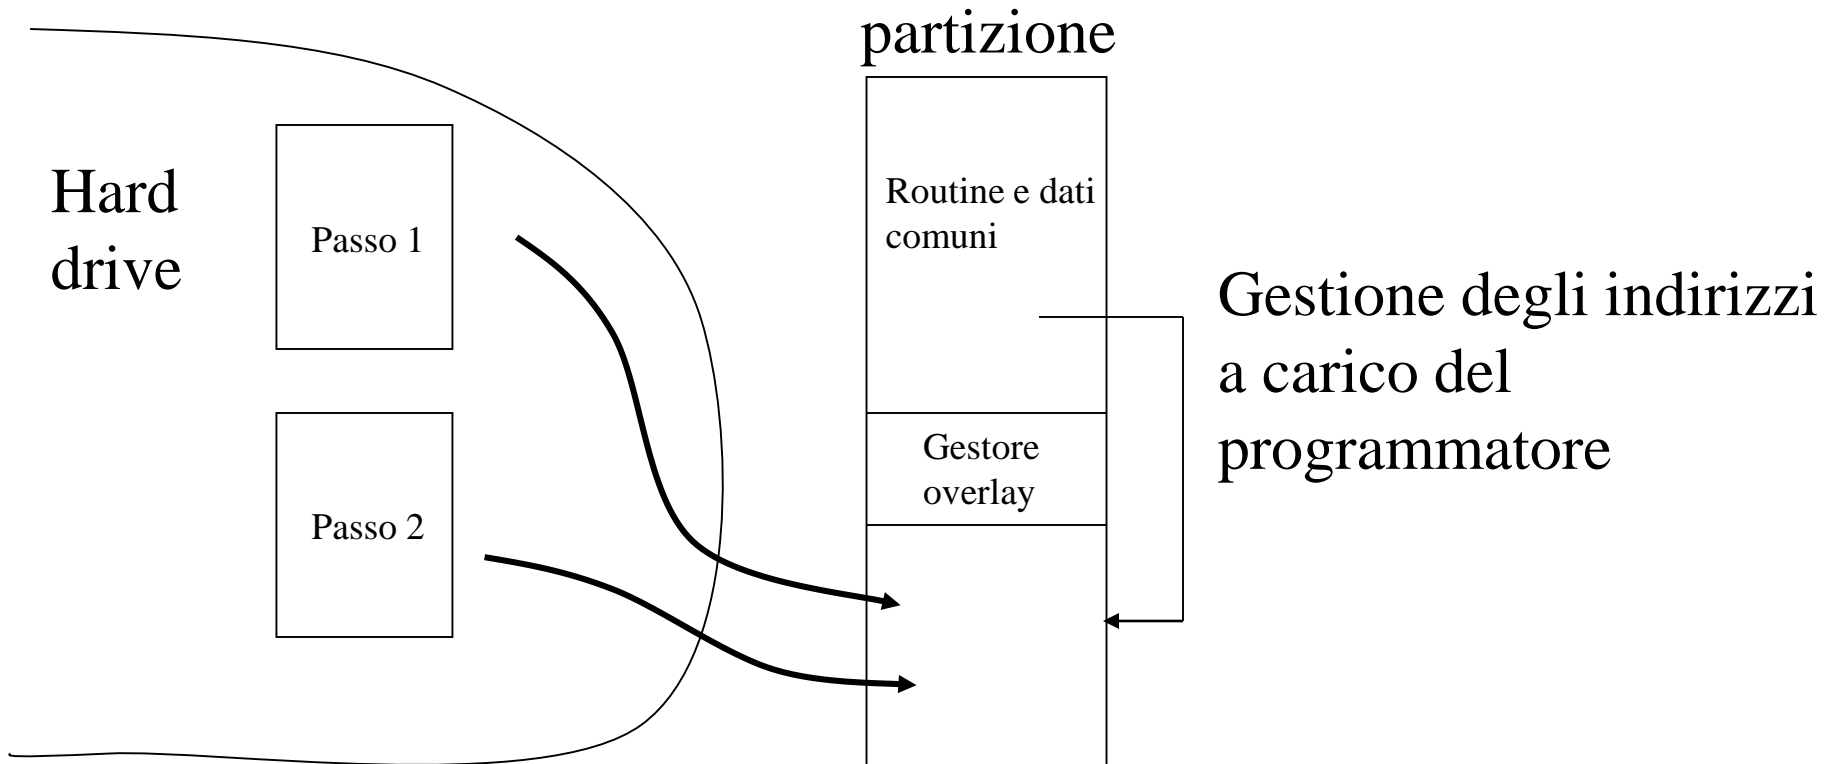 partizione
Hard
drive
Passo 1
Passo 2
Routine e dati
comuni
Gestore
overlay
Gestione degli indirizzi
a carico del
programmatore